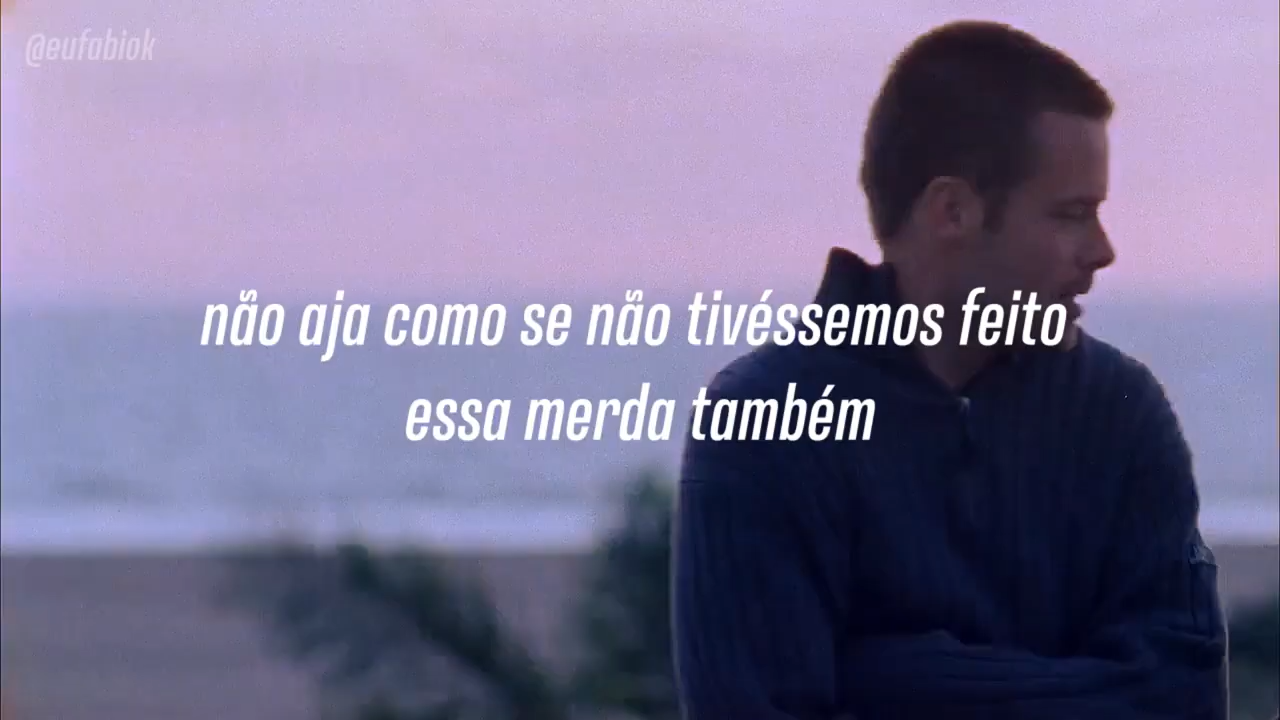 @eufabiok
não aja como se não tivéssemos feito
essa merda também